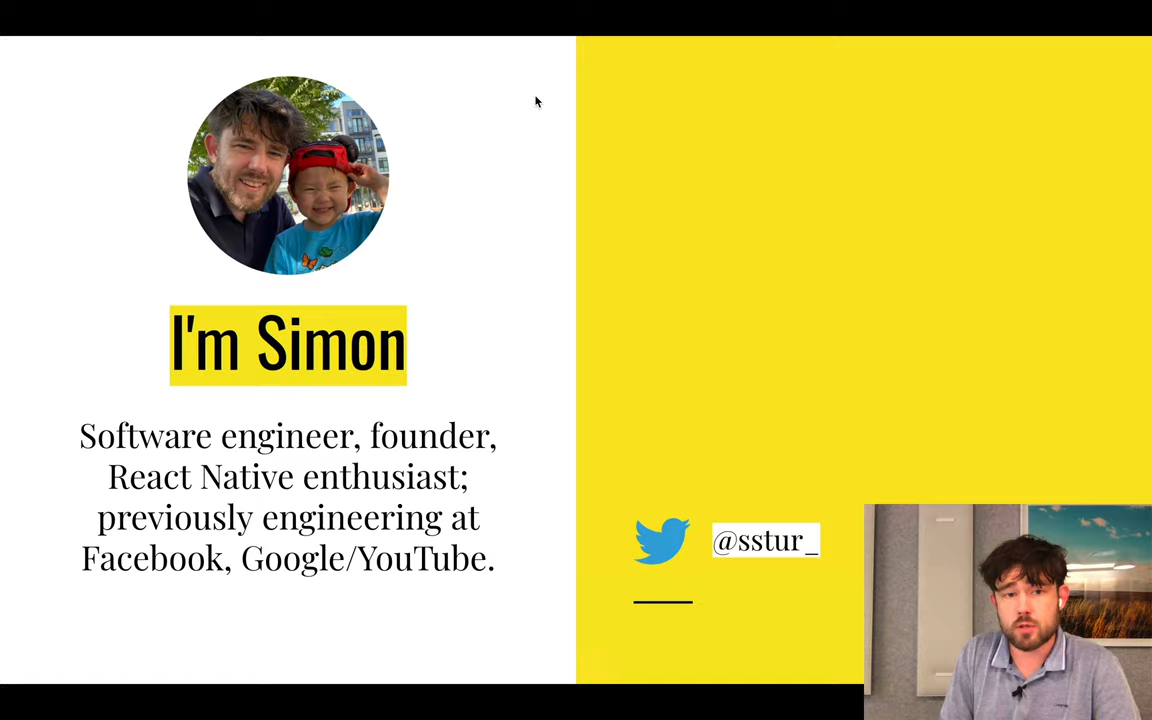 I'm Simon
Software engineer, founder,
React Native enthusiast;
previously engineering at
Facebook, Google/YouTube.
@sstur_